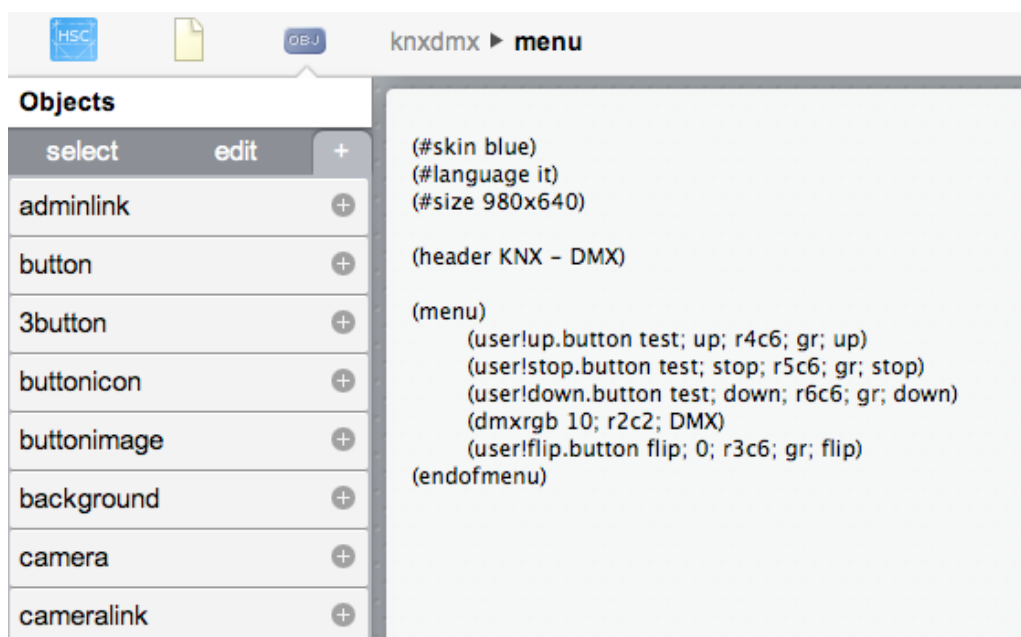 HSC
OBJ
knxdmx ▶ menu
Objects
select edit +
adminlink
button
3button
buttonicon
buttonimage
background
camera
cameralink
(#skin blue)
(#language it)
(#size 980x640)
(header KNX – DMX)
(menu)
(user!up.button test; up; r4c6; gr; up)
(user!stop.button test; stop; r5c6; gr; stop)
(user!down.button test; down; r6c6; gr; down)
(dmxrgb 10; r2c2; DMX)
(user!flip.button flip; 0; r3c6; gr; flip)
(endofmenu)